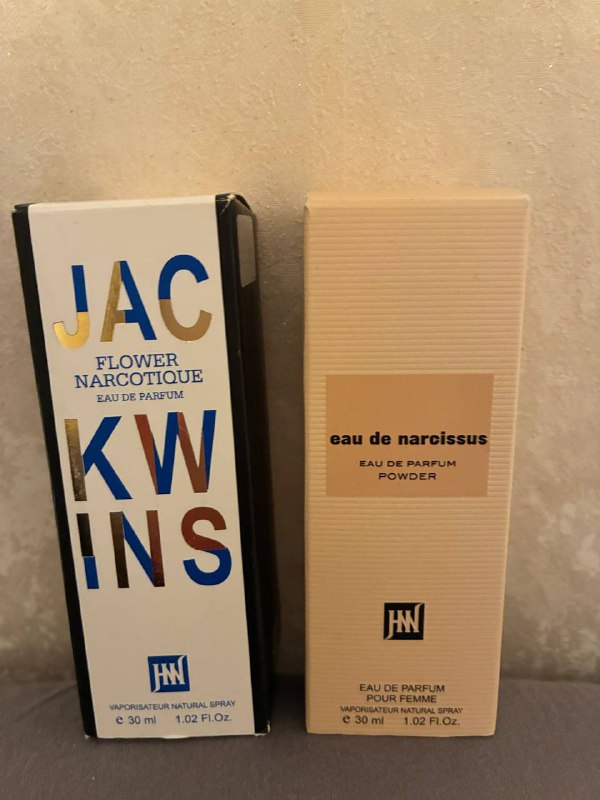 JAC
FLOWER
NARCOTIQUE
EAU DE PARFUM
KW
INS
JNW
VAPORISATEUR NATURAL SPRAY
e 30 ml 1.02 Fl.Oz.
eau de narcissus
EAU DE PARFUM
POWDER
JNW
EAU DE PARFUM
POUR FEMME
VAPORISATEUR NATURAL SPRAY
e 30 ml 1.02 Fl.Oz.